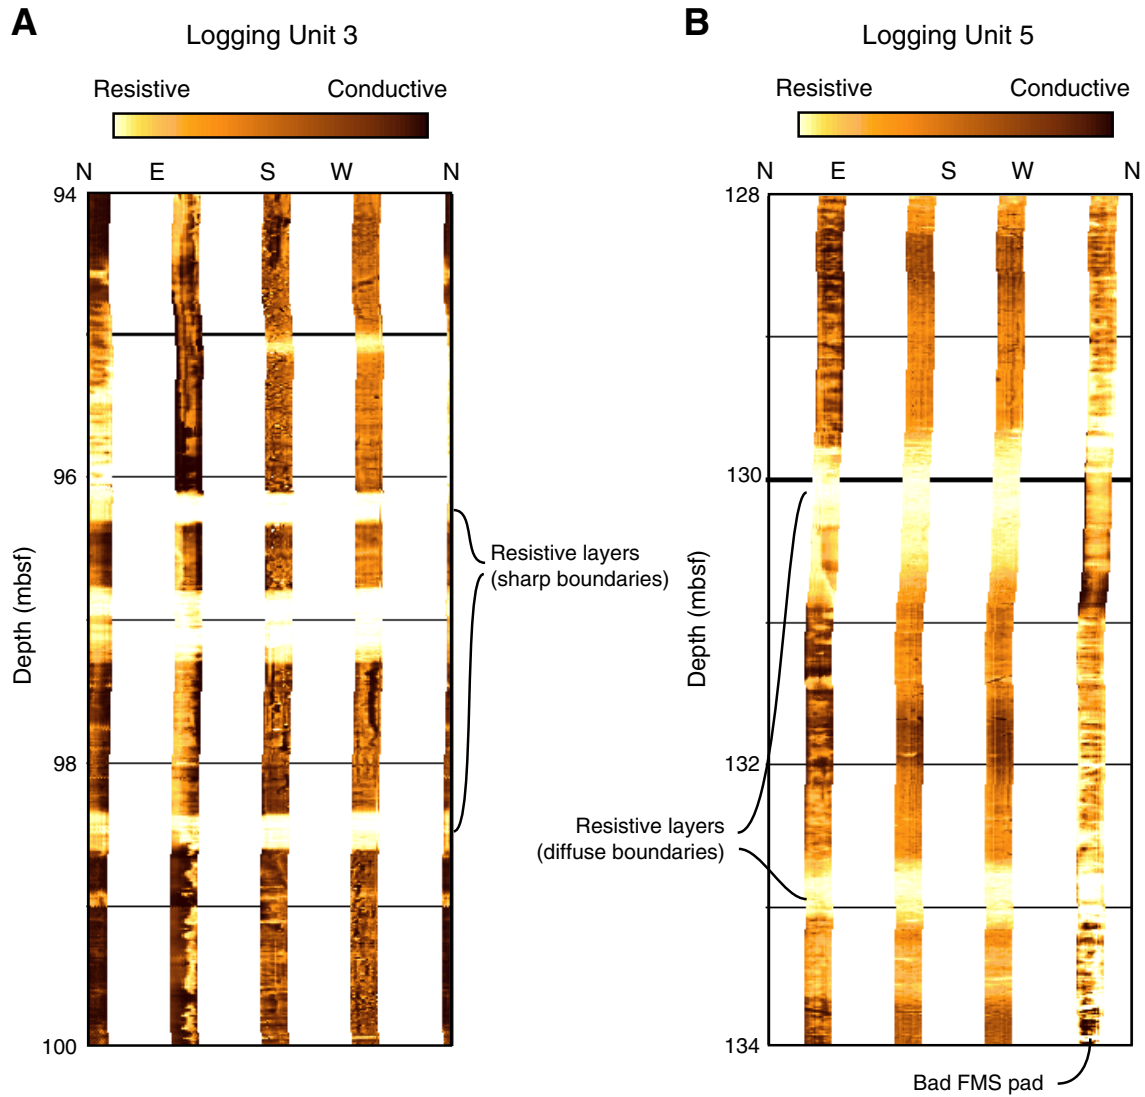 A
Logging Unit 3
Resistive
Conductive
N
E
S
W
N
94
96
98
100
Depth (mbsf)
Resistive layers
(sharp boundaries)
B
Logging Unit 5
Resistive
Conductive
N
E
S
W
N
128
130
132
134
Depth (mbsf)
Resistive layers
(diffuse boundaries)
Bad FMS pad